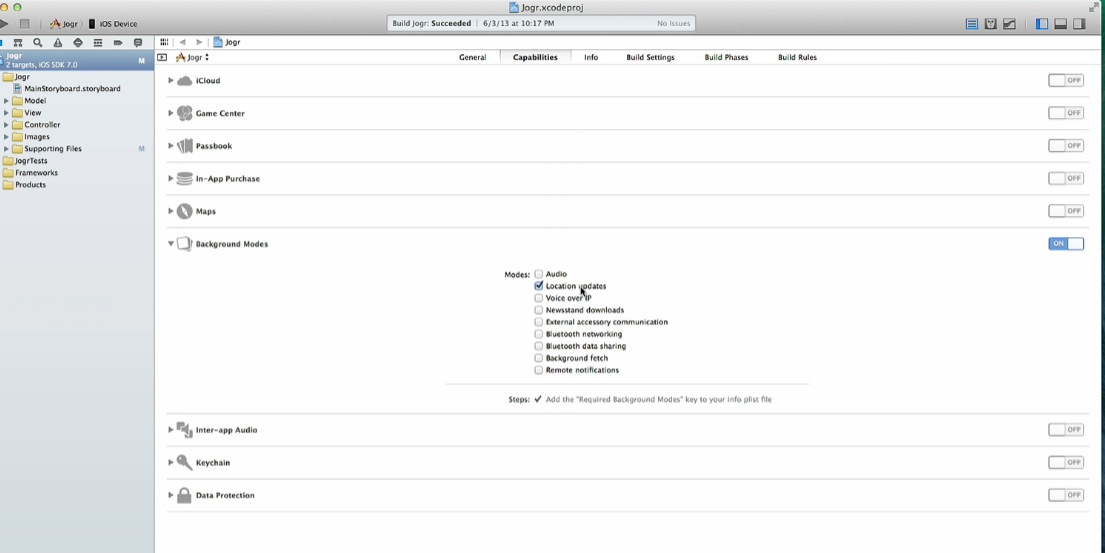 Jogr.xcodeproj
Jogr iOS Device
Build Jogr: Succeeded 6/3/13 at 10:17 PM No Issues
Jogr
Jogr
2 targets, iOS SDK 7.0 M
Jogr General Capabilities Info Build Settings Build Phases Build Rules
Jogr
MainStoryboard.storyboard
Model
View
Controller
Images
Supporting Files M
JogrTests
Frameworks
Products
iCloud OFF
Game Center OFF
Passbook OFF
In-App Purchase OFF
Maps OFF
Background Modes ON
Modes: Audio
Location updates
Voice over IP
Newsstand downloads
External accessory communication
Bluetooth networking
Bluetooth data sharing
Background fetch
Remote notifications
Steps: ✓ Add the "Required Background Modes" key to your info plist file
Inter-app Audio OFF
Keychain OFF
Data Protection OFF